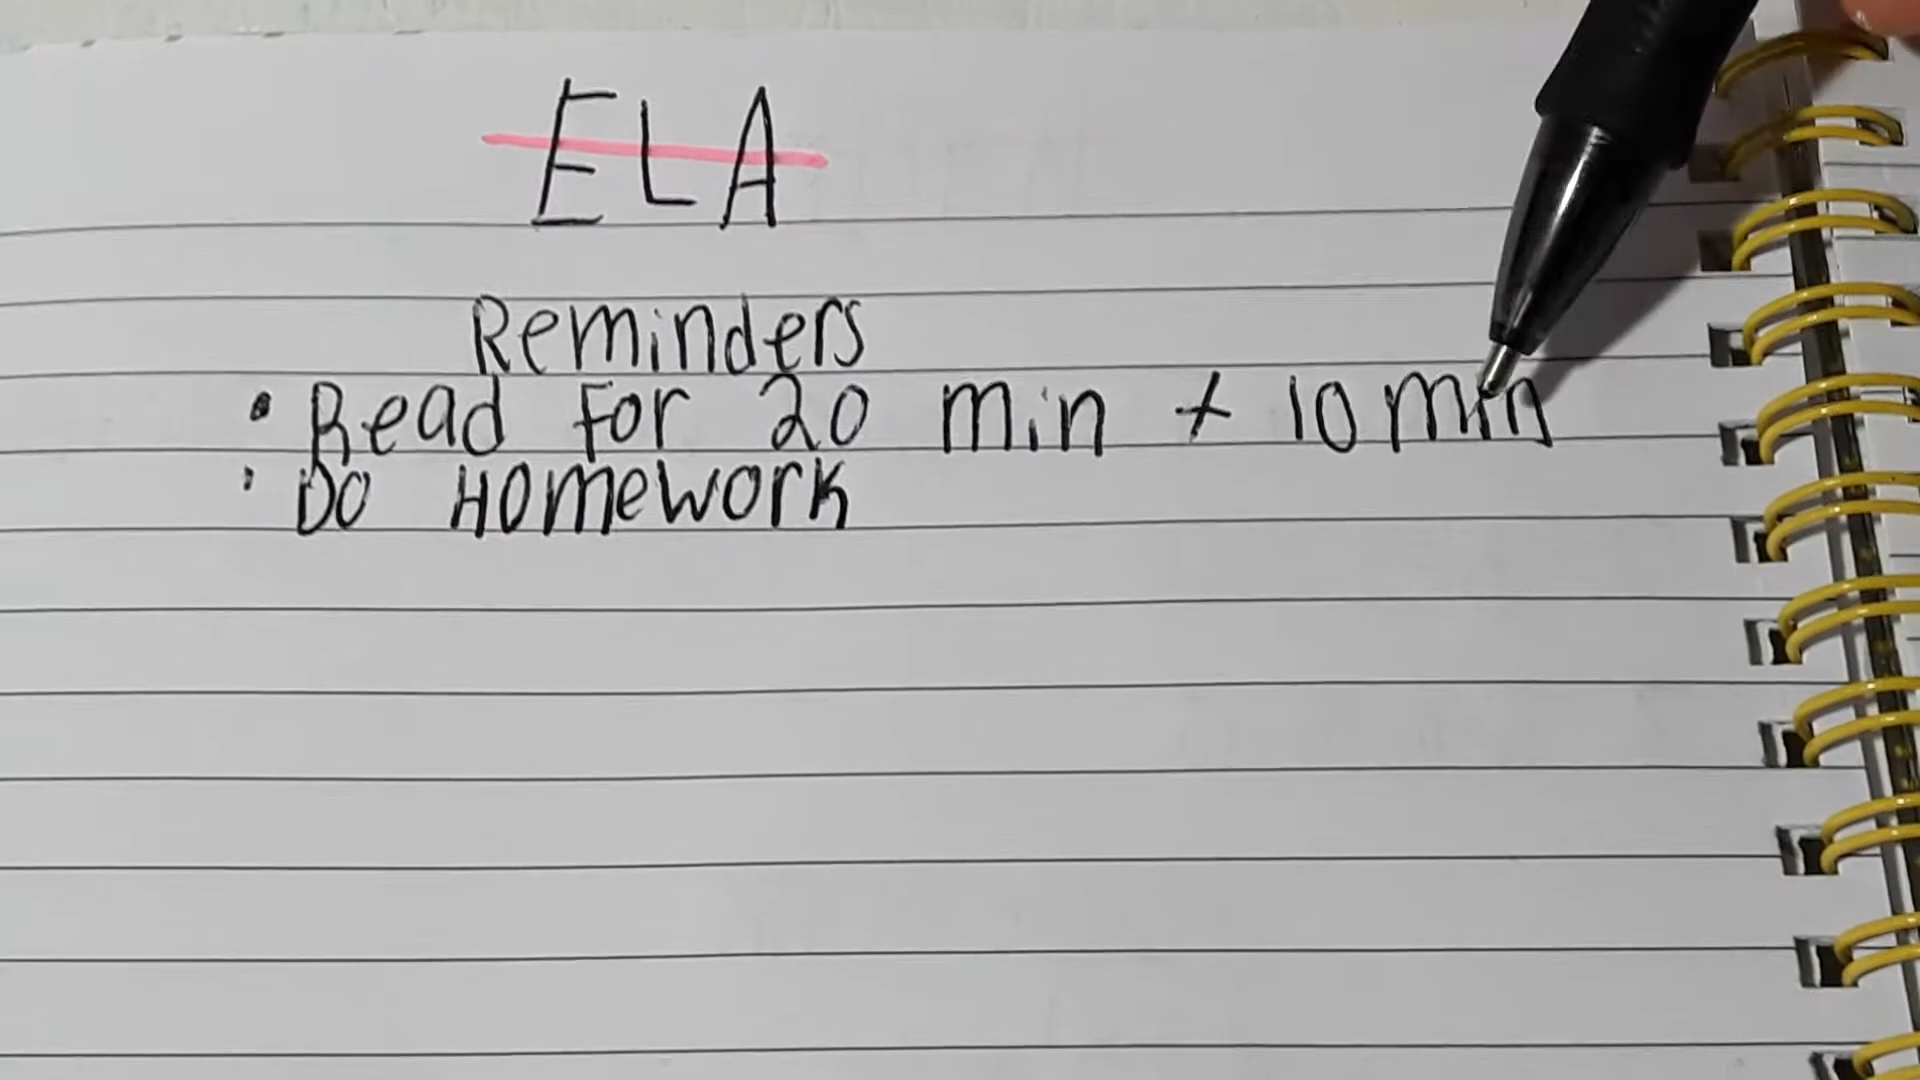 ELA
Reminders
• Read For 20 min + 10 min
• Do Homework